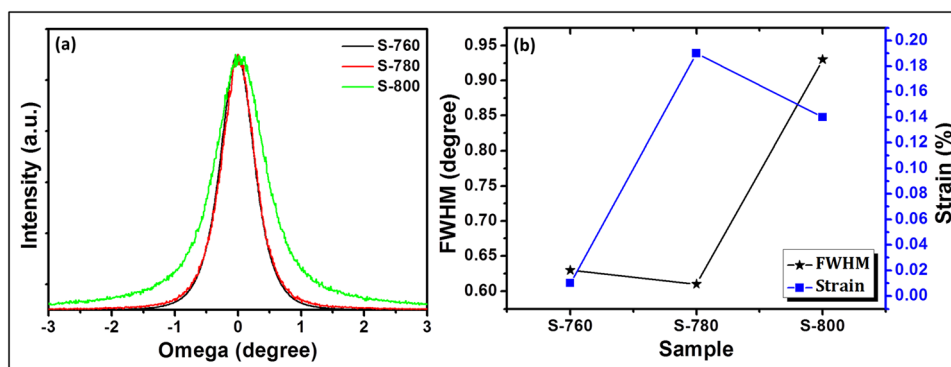 (a)
S-760
S-780
S-800
Intensity (a.u.)
-3
-2
-1
0
1
2
3
Omega (degree)
(b)
FWHM (degree)
0.95
0.90
0.85
0.80
0.75
0.70
0.65
0.60
0.20
0.18
0.16
0.14
0.12
0.10
0.08
0.06
0.04
0.02
0.00
Strain (%)
FWHM
Strain
S-760
S-780
S-800
Sample